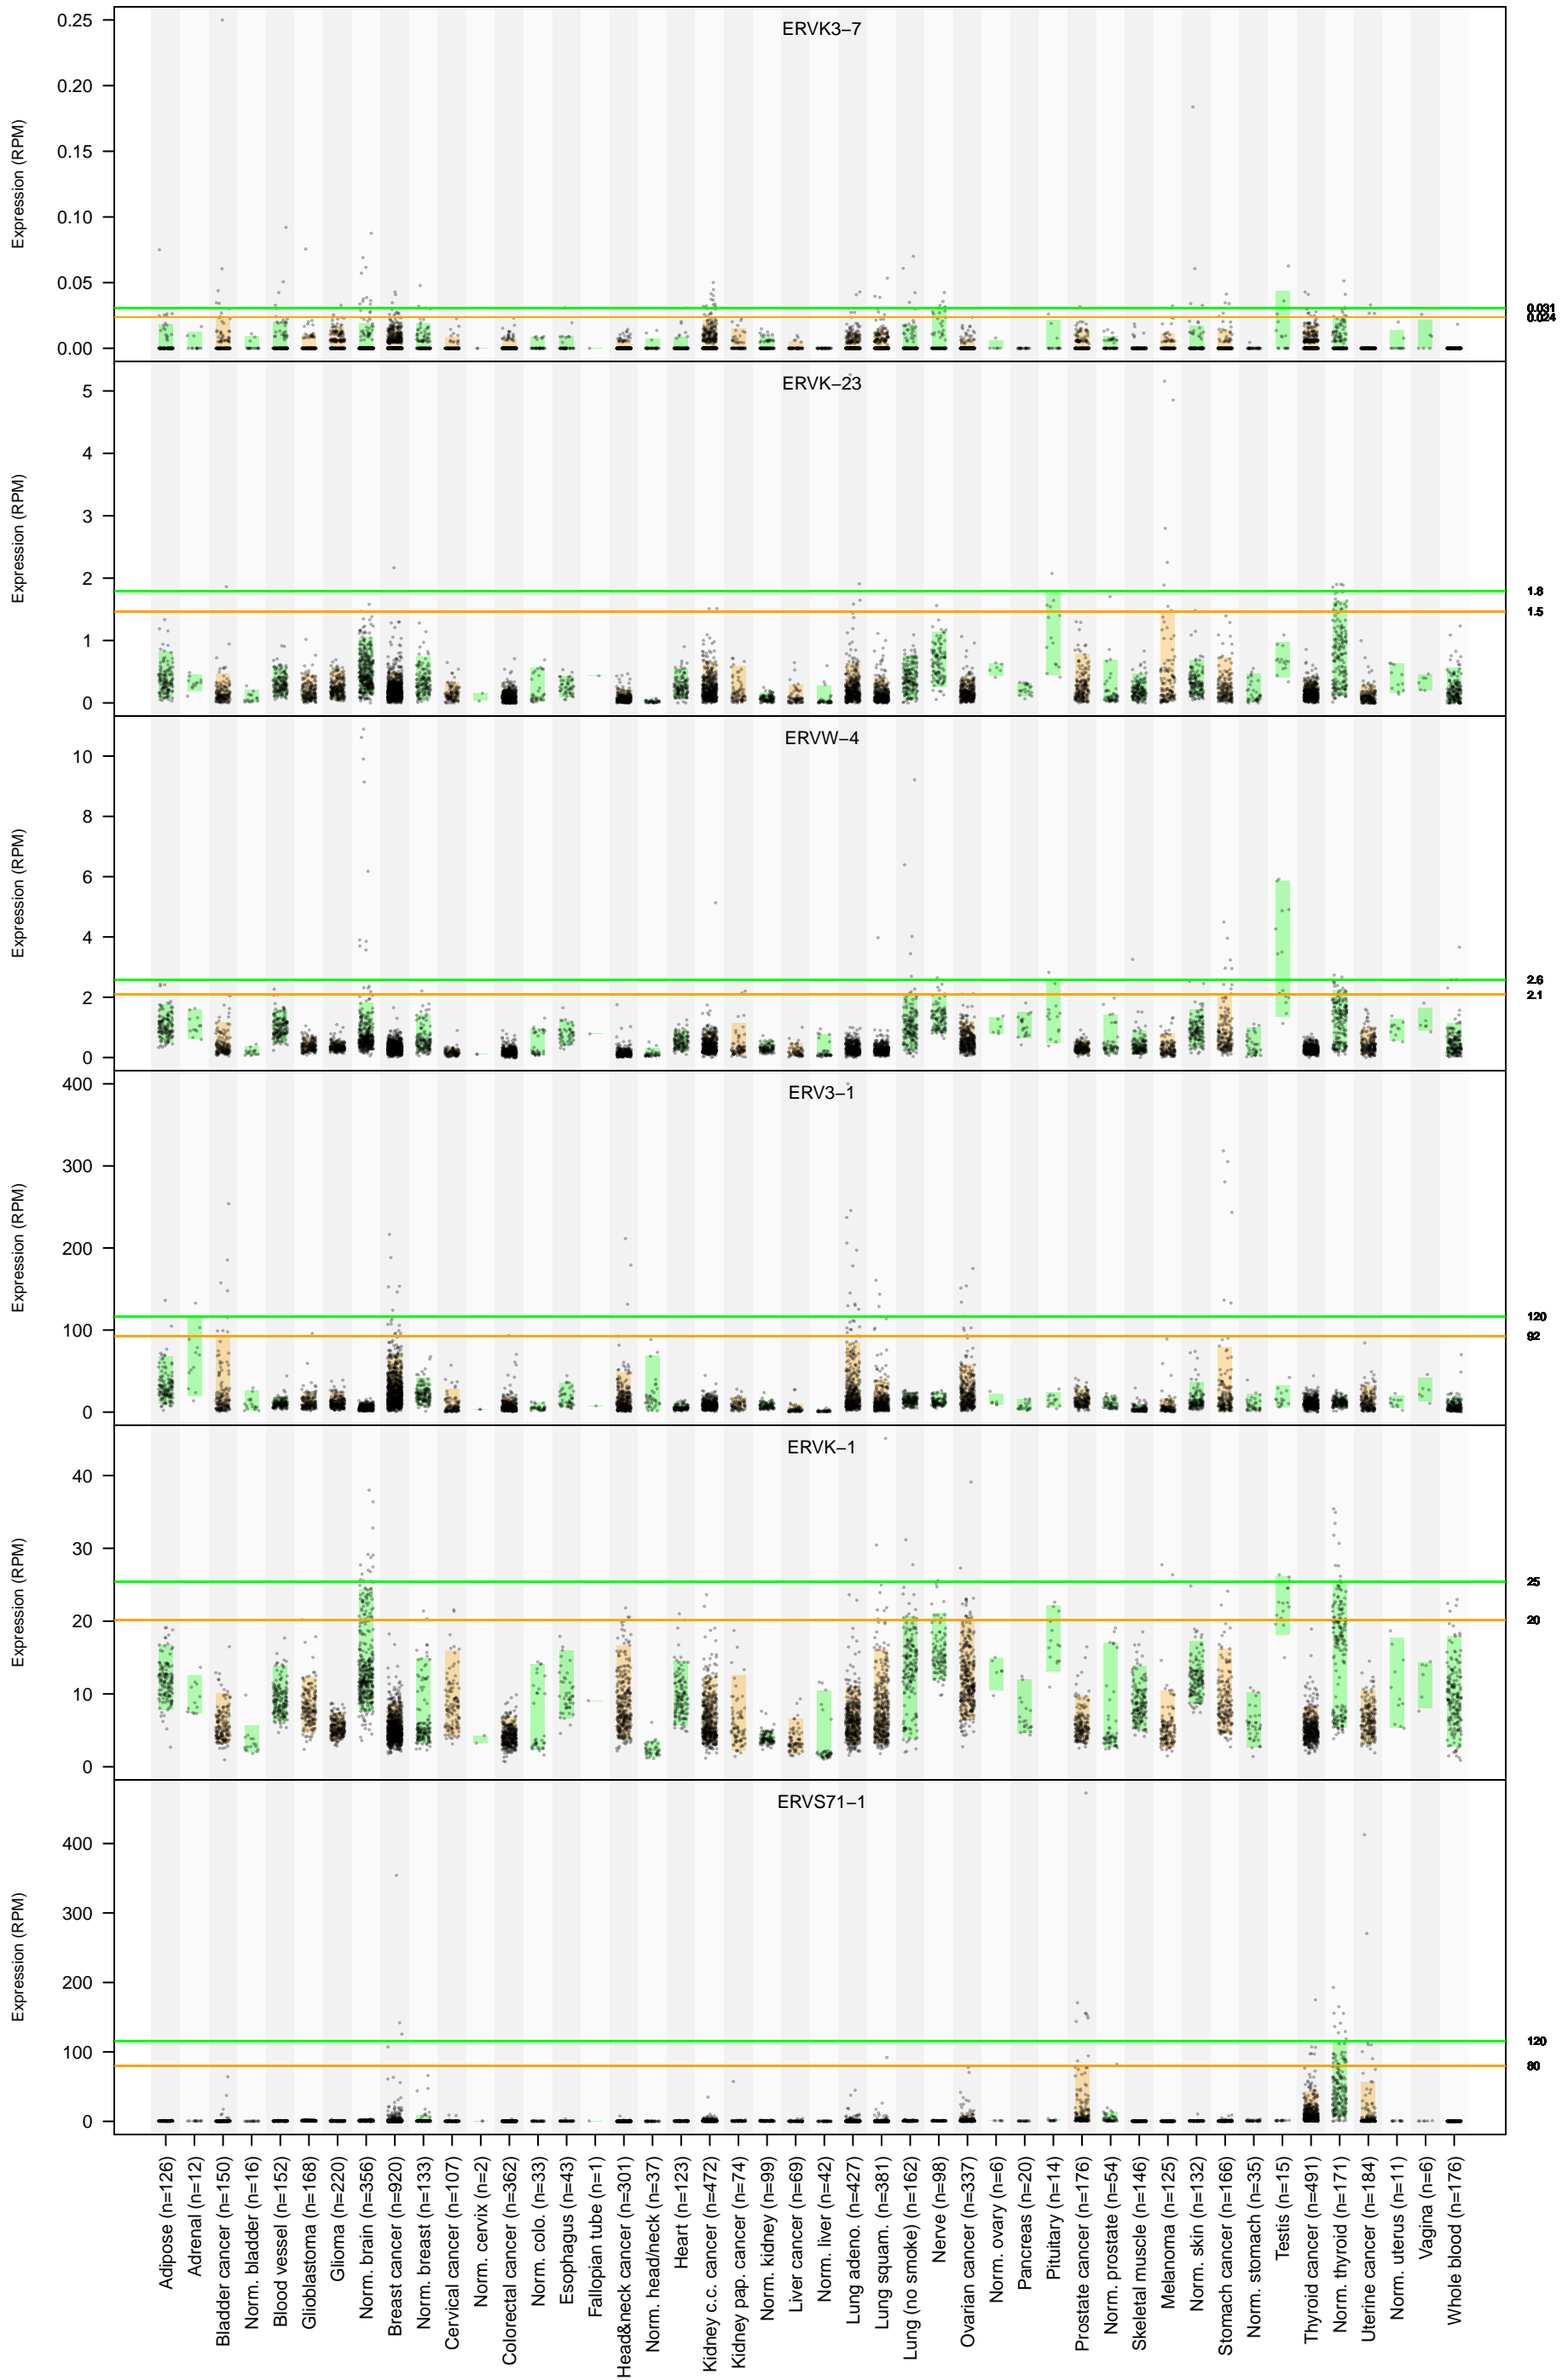 ERVK3−7
Expression (RPM)
0.25
0.20
0.15
0.10
0.05
0.00
0.031
0.024
ERVK−23
Expression (RPM)
5
4
3
2
1
0
1.8
1.5
ERVW−4
Expression (RPM)
10
8
6
4
2
0
2.6
2.1
ERV3−1
Expression (RPM)
400
300
200
100
0
120
92
ERVK−1
Expression (RPM)
40
30
20
10
0
25
20
ERVS71−1
Expression (RPM)
400
300
200
100
0
120
80
Adipose (n=126)
Adrenal (n=12)
Bladder cancer (n=150)
Norm. bladder (n=16)
Blood vessel (n=152)
Glioblastoma (n=168)
Glioma (n=220)
Norm. brain (n=356)
Breast cancer (n=920)
Norm. breast (n=133)
Cervical cancer (n=107)
Norm. cervix (n=2)
Colorectal cancer (n=362)
Norm. colo. (n=33)
Esophagus (n=43)
Fallopian tube (n=1)
Head&neck cancer (n=301)
Norm. head/neck (n=37)
Heart (n=123)
Kidney c.c. cancer (n=472)
Kidney pap. cancer (n=74)
Norm. kidney (n=99)
Liver cancer (n=69)
Norm. liver (n=42)
Lung adeno. (n=427)
Lung squam. (n=381)
Lung (no smoke) (n=162)
Nerve (n=98)
Ovarian cancer (n=337)
Norm. ovary (n=6)
Pancreas (n=20)
Pituitary (n=14)
Prostate cancer (n=176)
Norm. prostate (n=54)
Skeletal muscle (n=146)
Melanoma (n=125)
Norm. skin (n=132)
Stomach cancer (n=166)
Norm. stomach (n=35)
Testis (n=15)
Thyroid cancer (n=491)
Norm. thyroid (n=171)
Uterine cancer (n=184)
Norm. uterus (n=11)
Vagina (n=6)
Whole blood (n=176)